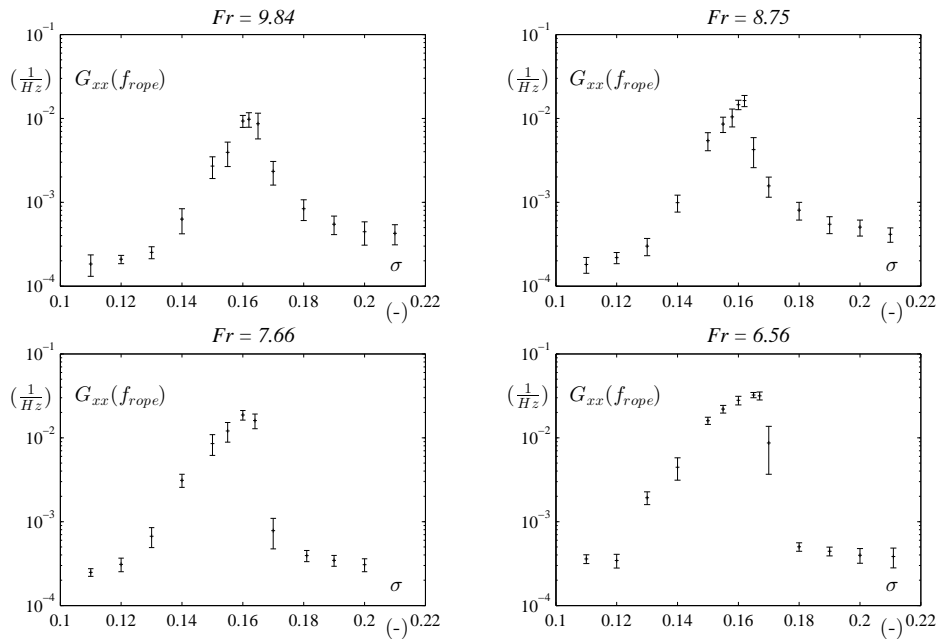 Fr = 9.84
10⁻¹
(1/Hz) G_xx(f_rope)
10⁻²
10⁻³
σ
10⁻⁴
0.1 0.12 0.14 0.16 0.18 0.2 0.22
(-)
Fr = 8.75
10⁻¹
(1/Hz) G_xx(f_rope)
10⁻²
10⁻³
σ
10⁻⁴
0.1 0.12 0.14 0.16 0.18 0.2 0.22
(-)
Fr = 7.66
10⁻¹
(1/Hz) G_xx(f_rope)
10⁻²
10⁻³
σ
10⁻⁴
0.1 0.12 0.14 0.16 0.18 0.2 0.22
(-)
Fr = 6.56
10⁻¹
(1/Hz) G_xx(f_rope)
10⁻²
10⁻³
σ
10⁻⁴
0.1 0.12 0.14 0.16 0.18 0.2 0.22
(-)